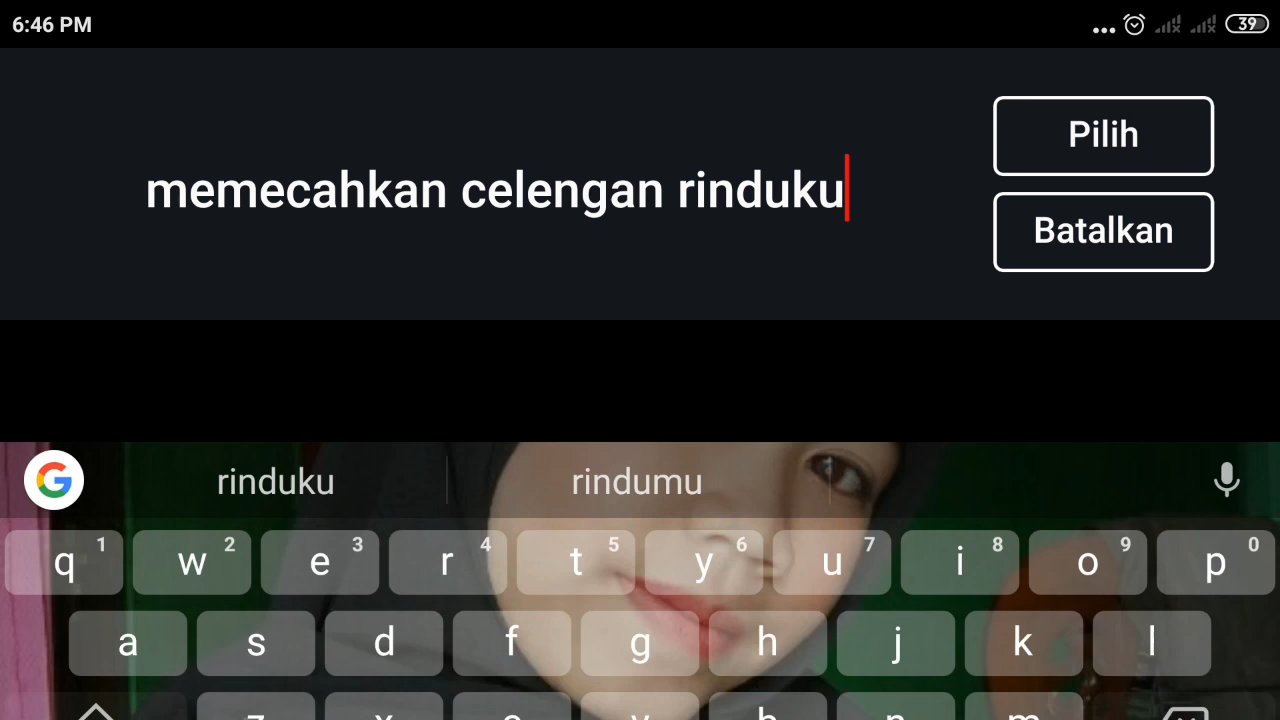 6:46 PM
39
Pilih
memecahkan celengan rinduku
Batalkan
G
rinduku
rindumu
q 1 w 2 e 3 r 4 t 5 y 6 u 7 i 8 o 9 p 0
a s d f g h j k l
z x c v b n m